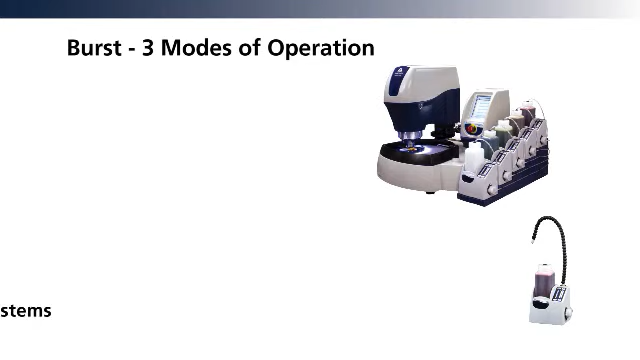 Burst - 3 Modes of Operation
stems